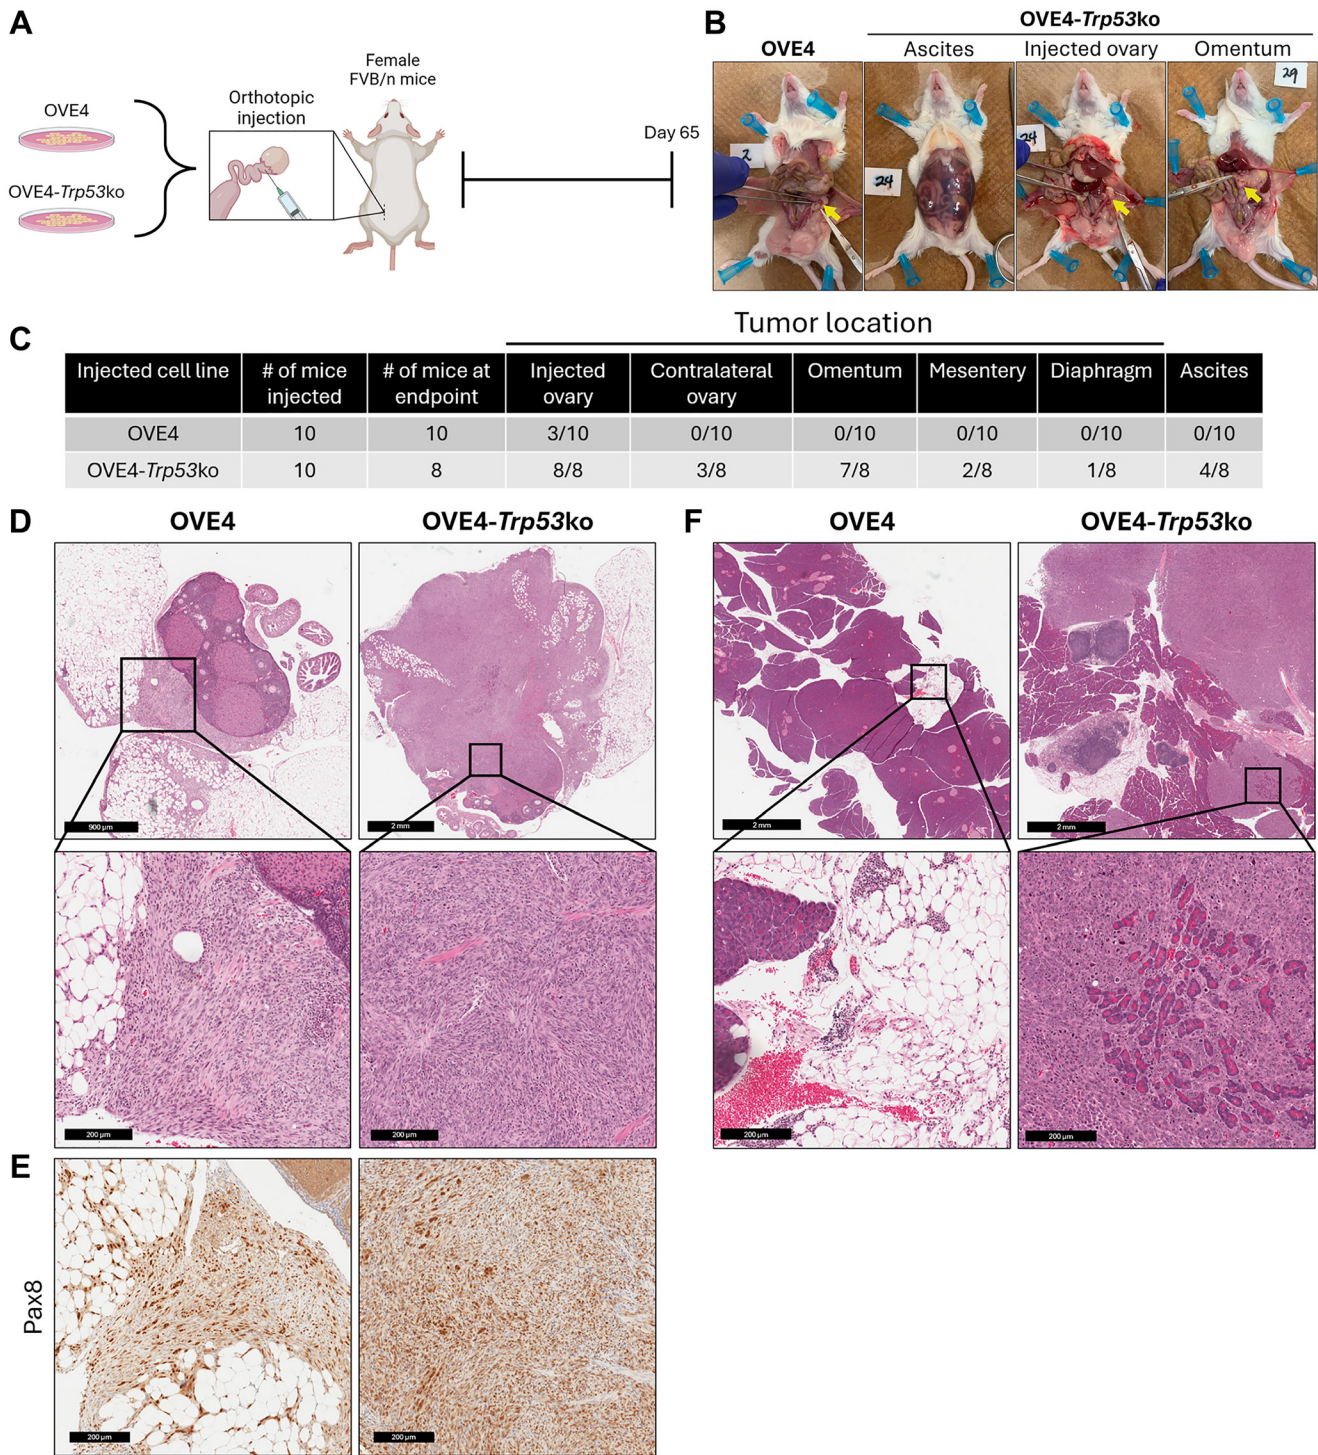 A
OVE4
OVE4-Trp53ko
Orthotopic
injection
Female
FVB/n mice
Day 65
B
OVE4
OVE4-Trp53ko
Ascites
Injected ovary
Omentum
2
24
24
29
C
Tumor location
Injected cell line
# of mice
injected
# of mice at
endpoint
Injected
ovary
Contralateral
ovary
Omentum
Mesentery
Diaphragm
Ascites
OVE4 10 10 3/10 0/10 0/10 0/10 0/10 0/10
OVE4-Trp53ko 10 8 8/8 3/8 7/8 2/8 1/8 4/8
D
OVE4
OVE4-Trp53ko
900 µm
2 mm
200 µm
200 µm
E
Pax8
200 µm
200 µm
F
OVE4
OVE4-Trp53ko
2 mm
2 mm
200 µm
200 µm